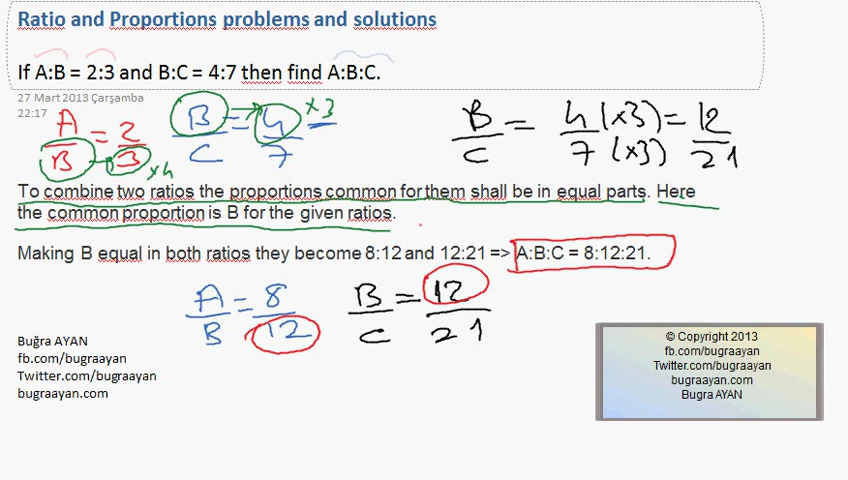 Ratio and Proportions problems and solutions
If A:B = 2:3 and B:C = 4:7 then find A:B:C.
27 Mart 2013 Çarşamba
22:17
A/B = 2/3 ×4
B/C = 4/7 ×3
B/C = 4(×3)/7(×3) = 12/21
To combine two ratios the proportions common for them shall be in equal parts. Here
the common proportion is B for the given ratios.
Making B equal in both ratios they become 8:12 and 12:21 => A:B:C = 8:12:21.
A/B = 8/12
B/C = 12/21
Buğra AYAN
fb.com/bugraayan
Twitter.com/bugraayan
bugraayan.com
© Copyright 2013
fb.com/bugraayan
Twitter.com/bugraayan
bugraayan.com
Bugra AYAN